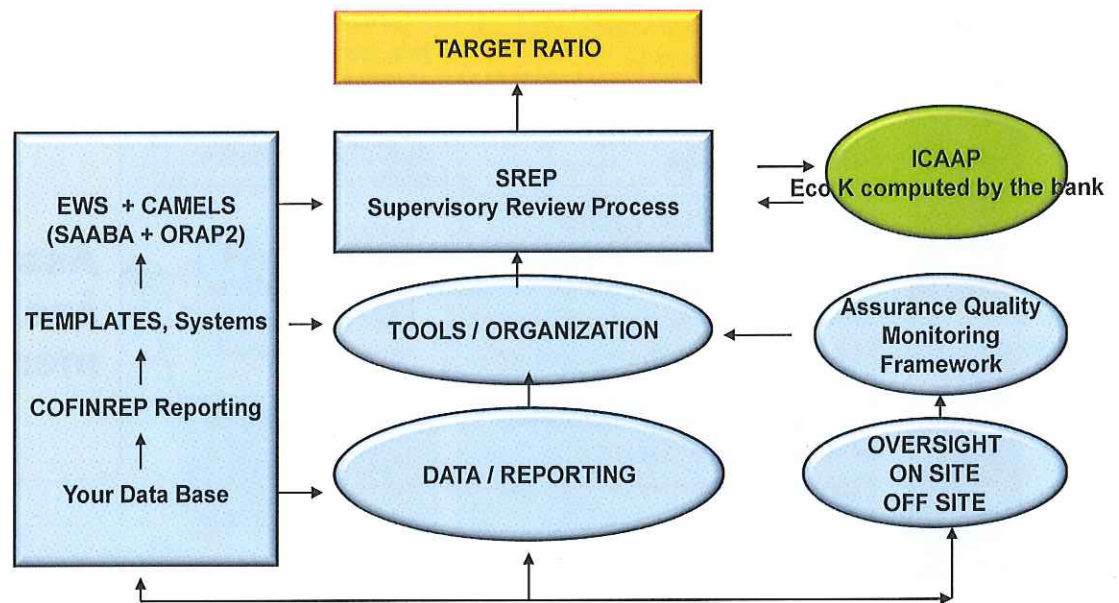 TARGET RATIO
EWS + CAMELS
(SAABA + ORAP2)
TEMPLATES, Systems
COFINREP Reporting
Your Data Base
SREP
Supervisory Review Process
TOOLS / ORGANIZATION
DATA / REPORTING
ICAAP
Eco K computed by the bank
Assurance Quality
Monitoring
Framework
OVERSIGHT
ON SITE
OFF SITE